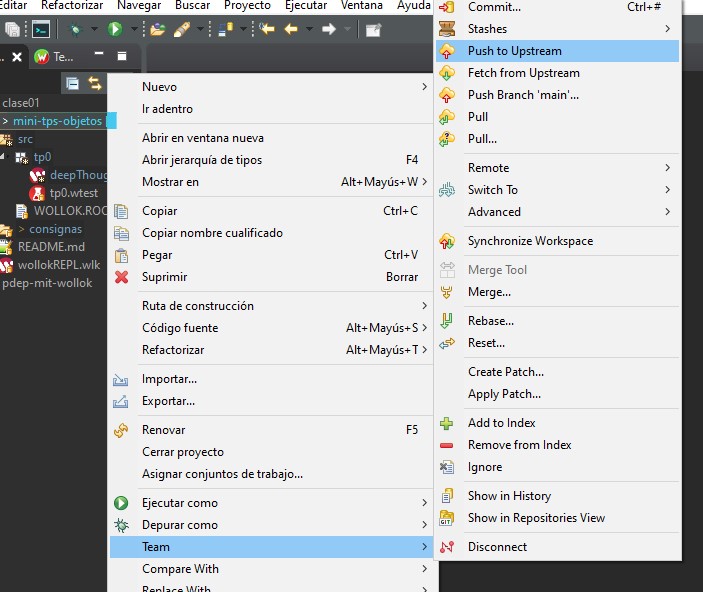 Editar Refactorizar Navegar Buscar Proyecto Ejecutar Ventana Ayuda
Te...
clase01
> mini-tps-objetos
src
tp0
deepThoug
tp0.wtest
WOLLOK.ROO
> consignas
README.md
wollokREPL.wlk
pdep-mit-wollok
Nuevo
Ir adentro
Abrir en ventana nueva
Abrir jerarquía de tipos F4
Mostrar en Alt+Mayús+W
Copiar Ctrl+C
Copiar nombre cualificado
Pegar Ctrl+V
Suprimir Borrar
Ruta de construcción
Código fuente Alt+Mayús+S
Refactorizar Alt+Mayús+T
Importar...
Exportar...
Renovar F5
Cerrar proyecto
Asignar conjuntos de trabajo...
Ejecutar como
Depurar como
Team
Compare With
Replace With
Commit... Ctrl+#
Stashes
Push to Upstream
Fetch from Upstream
Push Branch 'main'...
Pull
Pull...
Remote
Switch To
Advanced
Synchronize Workspace
Merge Tool
Merge...
Rebase...
Reset...
Create Patch...
Apply Patch...
Add to Index
Remove from Index
Ignore
Show in History
Show in Repositories View
Disconnect